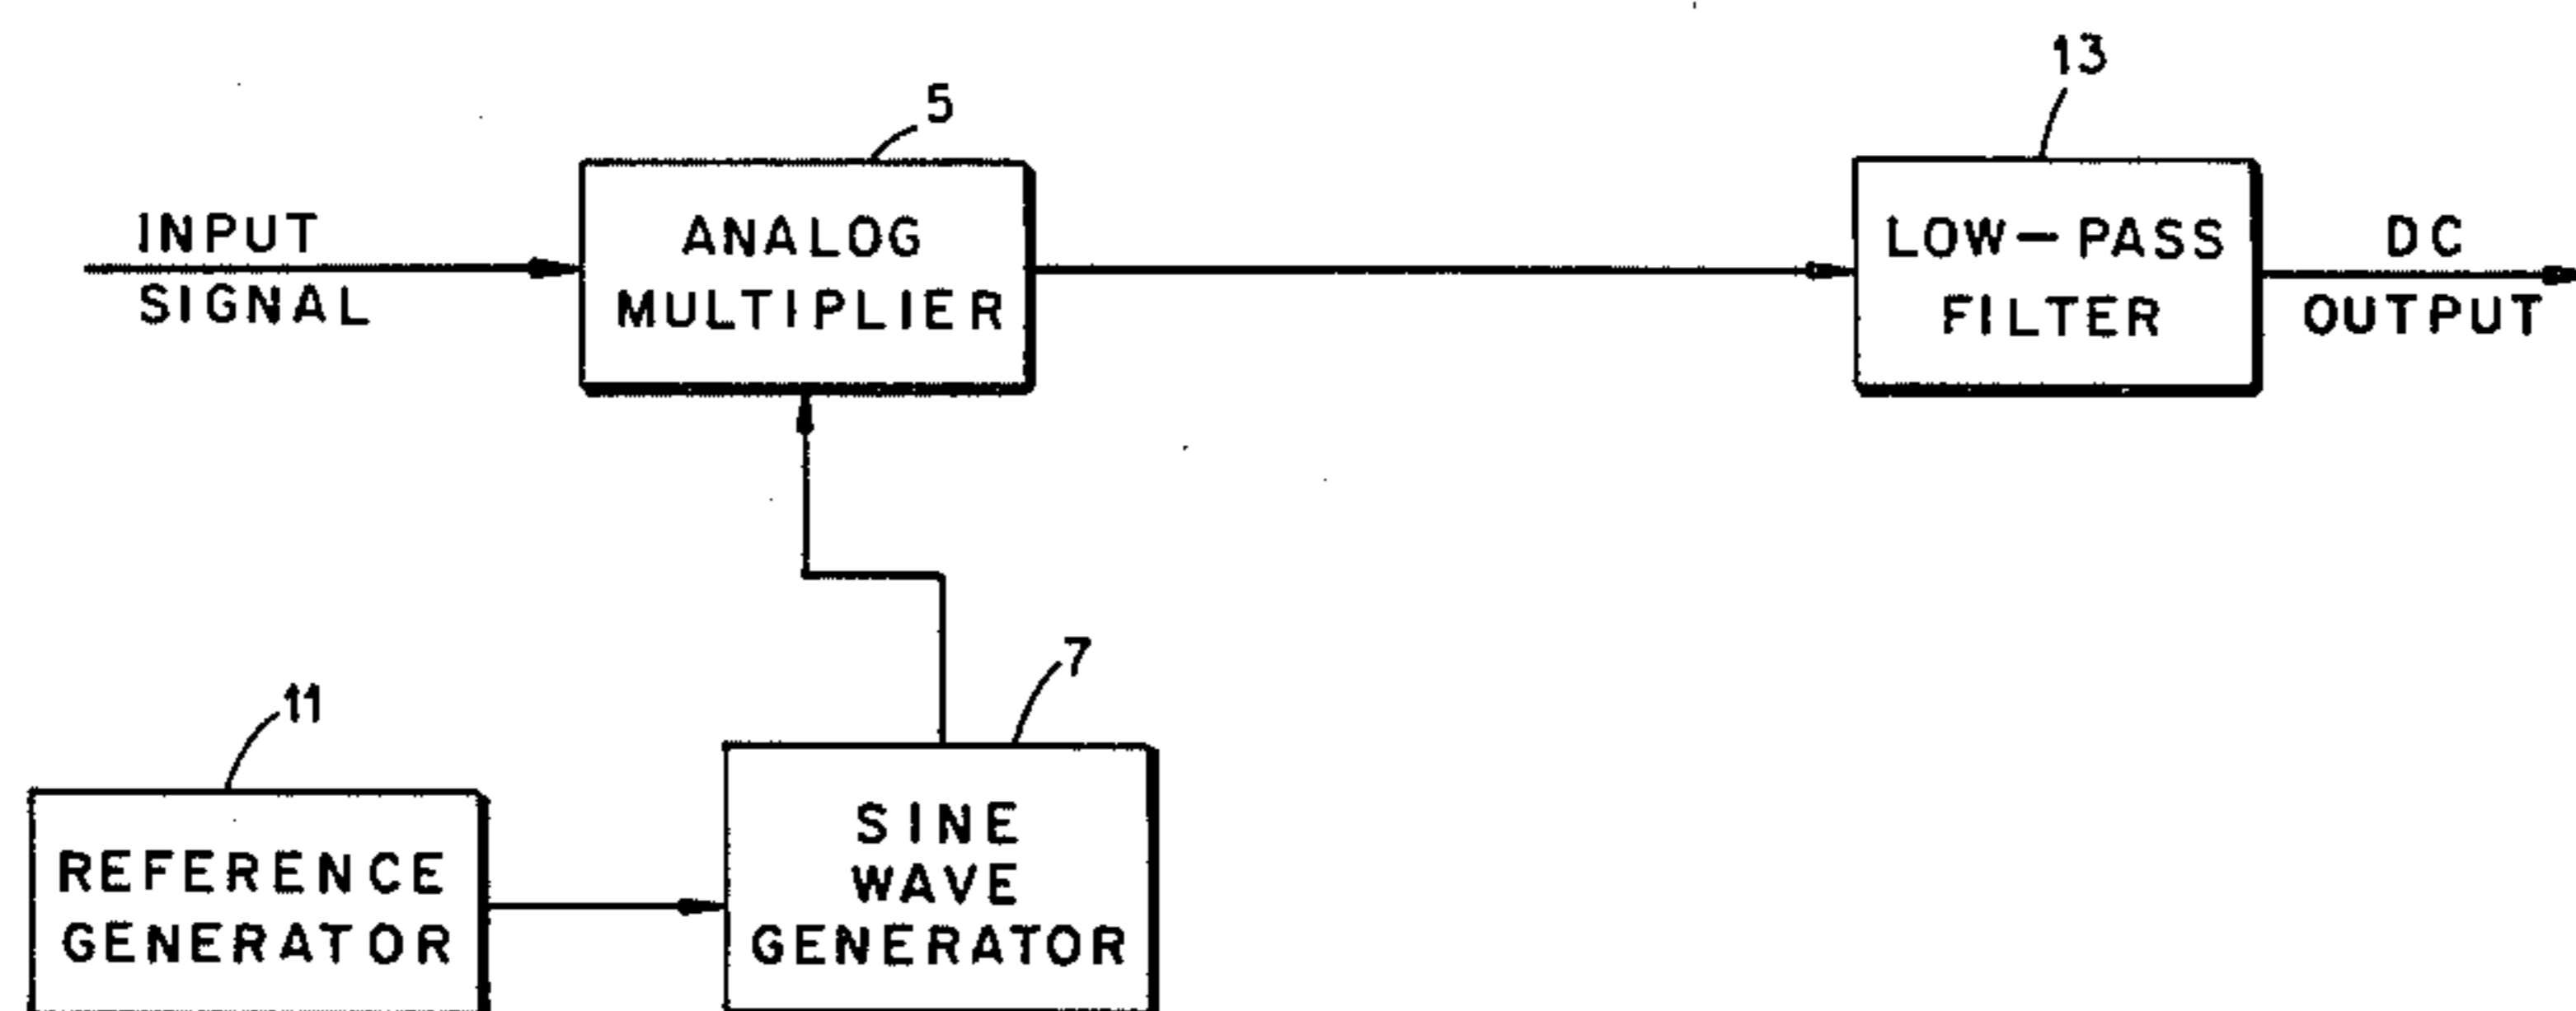 13
5
INPUT
SIGNAL
ANALOG
MULTIPLIER
LOW-PASS
FILTER
DC
OUTPUT
7
11
SINE
WAVE
GENERATOR
REFERENCE
GENERATOR